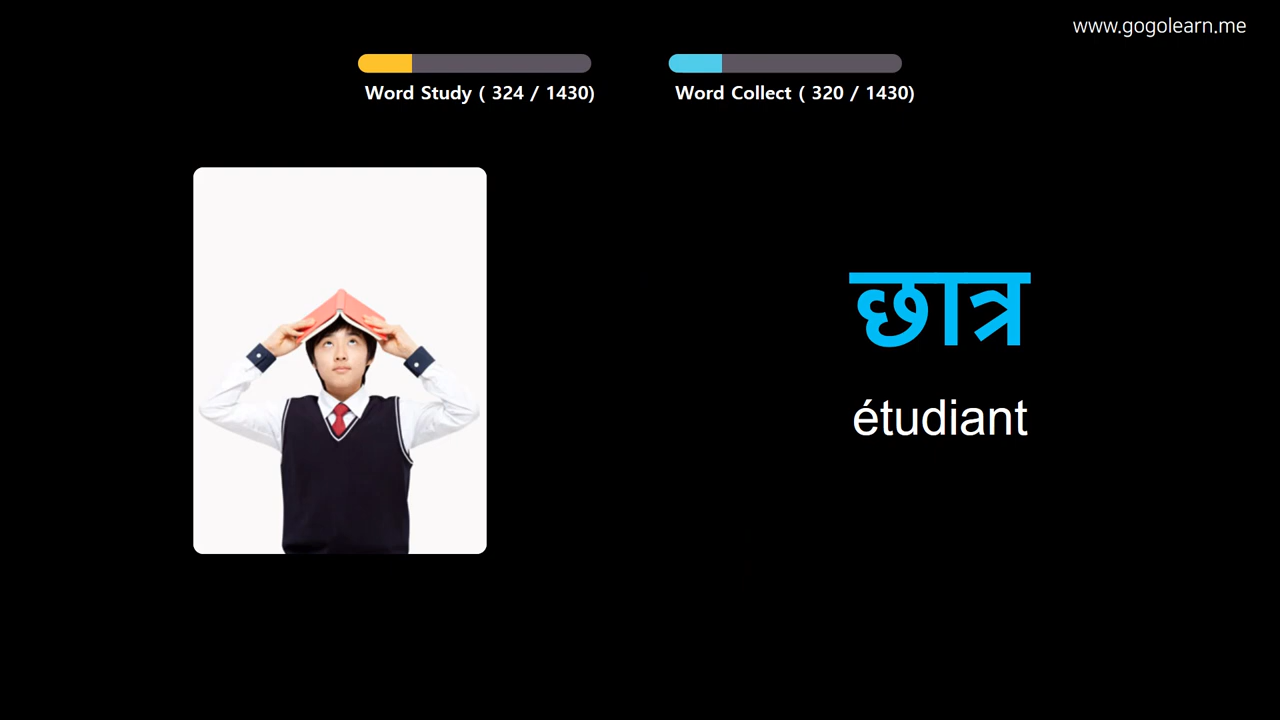 www.gogolearn.me
Word Study ( 324 / 1430)
Word Collect ( 320 / 1430)
छात्र
étudiant